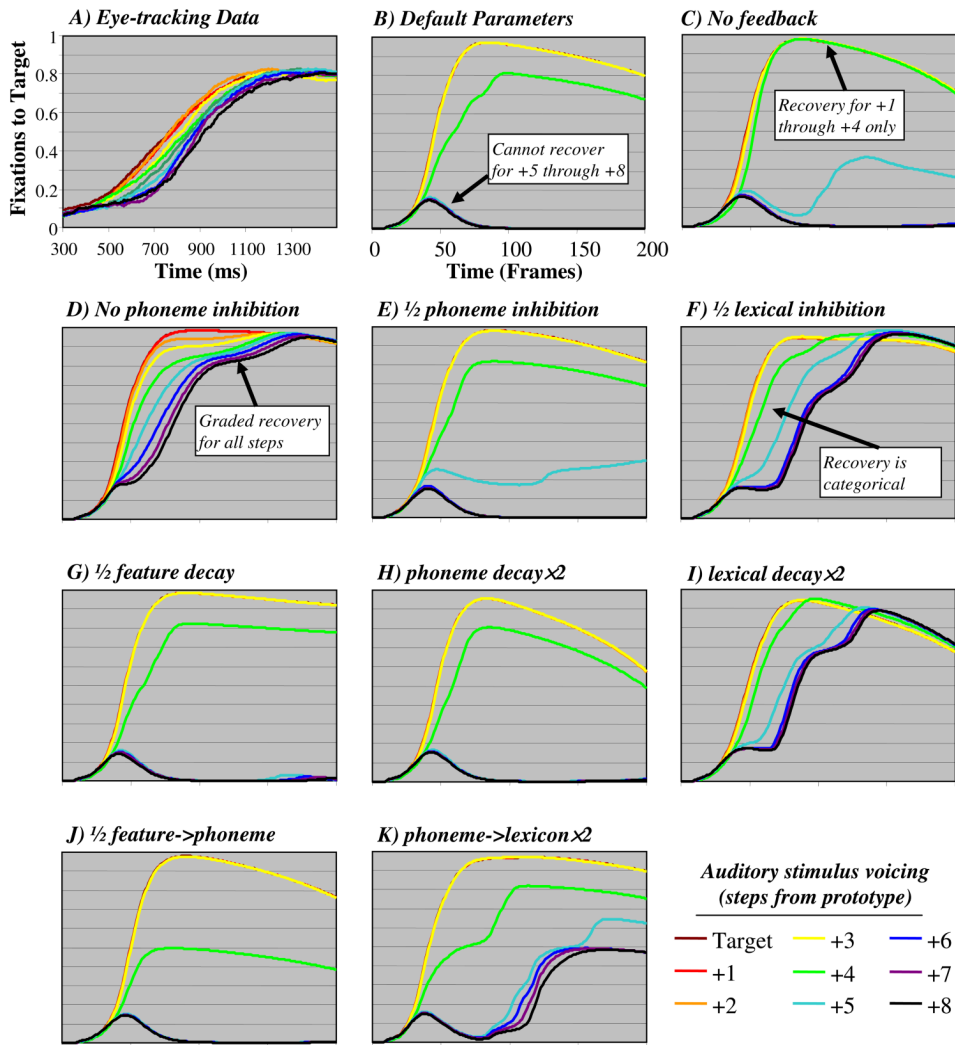 A) Eye-tracking Data
B) Default Parameters
C) No feedback
Fixations to Target
1
0.8
0.6
0.4
0.2
0
300 500 700 900 1100 1300
Time (ms)
Cannot recover
for +5 through +8
0 50 100 150 200
Time (Frames)
Recovery for +1
through +4 only
D) No phoneme inhibition
E) ½ phoneme inhibition
F) ½ lexical inhibition
Graded recovery
for all steps
Recovery is
categorical
G) ½ feature decay
H) phoneme decay×2
I) lexical decay×2
J) ½ feature->phoneme
K) phoneme->lexicon×2
Auditory stimulus voicing
(steps from prototype)
Target +3 +6
+1 +4 +7
+2 +5 +8